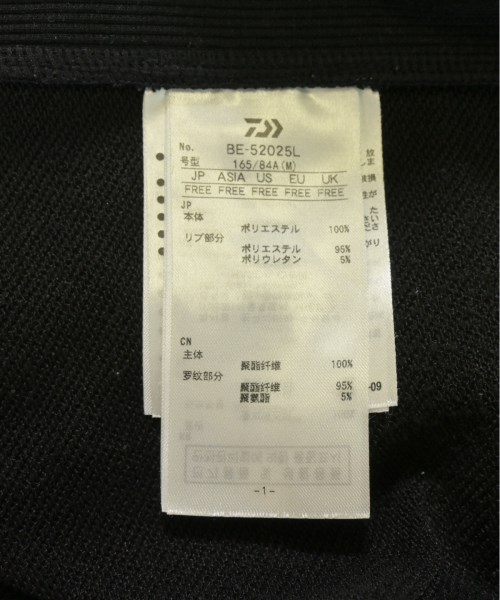 No. BE-52025L
号型 165/84A(M)
JP ASIA US EU UK
FREE FREE FREE FREE FREE
JP
本体
ポリエステル 100%
リブ部分
ポリエステル 95%
ポリウレタン 5%
CN
主体
聚酯纤维 100%
罗纹部分
聚酯纤维 95%
聚氨酯 5%
-1-
-09